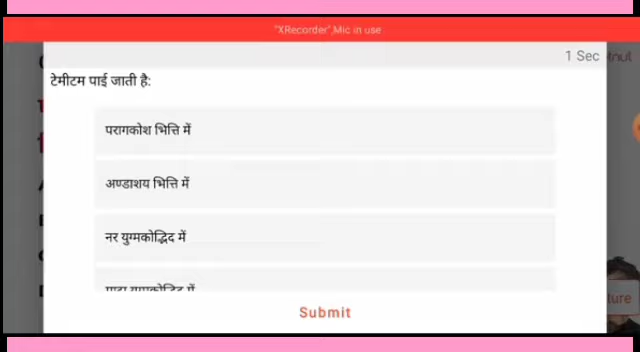 "XRecorder",Mic in use
1 Sec
टेमीटम पाई जाती है:
परागकोश भित्ति में
अण्डाशय भित्ति में
नर युग्मकोद्भिद में
Submit